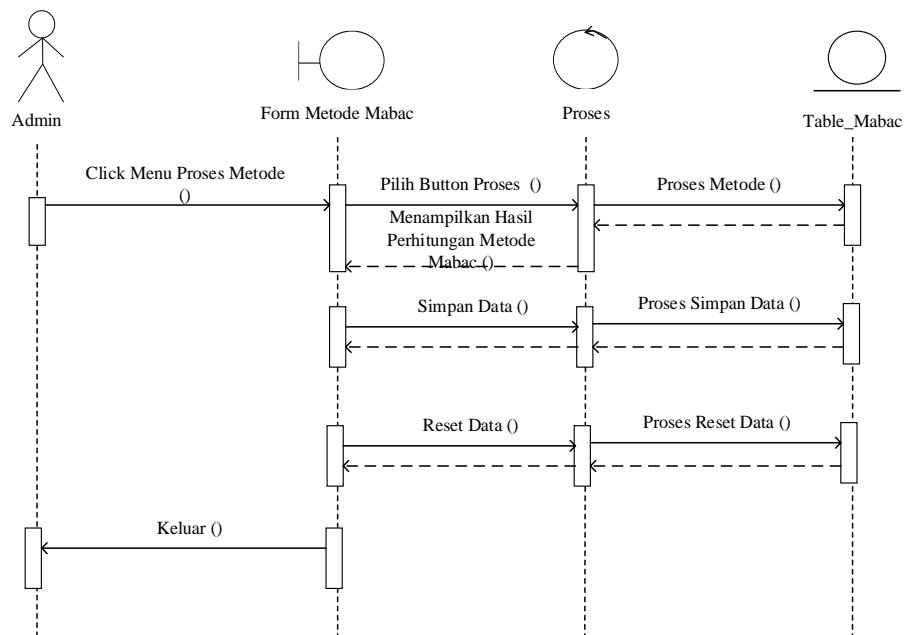 Admin
Form Metode Mabac
Proses
Table_Mabac
Click Menu Proses Metode
()
Pilih Button Proses ()
Proses Metode ()
Menampilkan Hasil
Perhitungan Metode
Mabac ()
Simpan Data ()
Proses Simpan Data ()
Reset Data ()
Proses Reset Data ()
Keluar ()